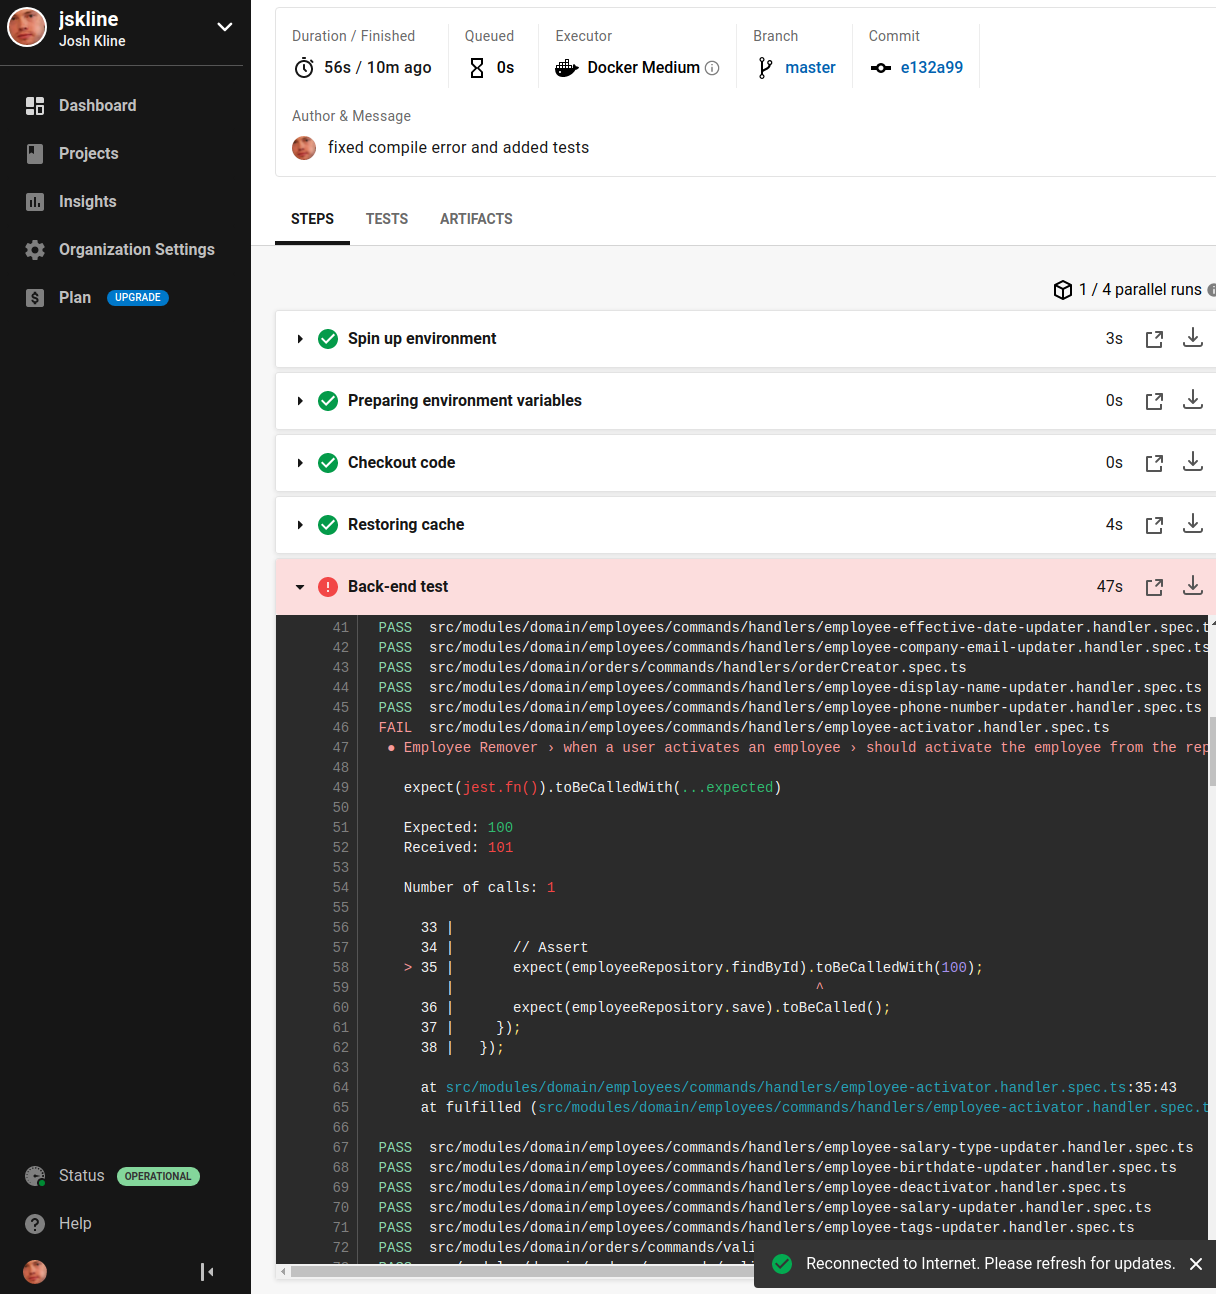 jskline
Josh Kline
Dashboard
Projects
Insights
Organization Settings
Plan UPGRADE
Status OPERATIONAL
Help
Duration / Finished Queued Executor Branch Commit
56s / 10m ago 0s Docker Medium master e132a99
Author & Message
fixed compile error and added tests
STEPS TESTS ARTIFACTS
1 / 4 parallel runs
Spin up environment 3s
Preparing environment variables 0s
Checkout code 0s
Restoring cache 4s
Back-end test 47s
41 PASS src/modules/domain/employees/commands/handlers/employee-effective-date-updater.handler.spec.t
42 PASS src/modules/domain/employees/commands/handlers/employee-company-email-updater.handler.spec.ts
43 PASS src/modules/domain/orders/commands/handlers/orderCreator.spec.ts
44 PASS src/modules/domain/employees/commands/handlers/employee-display-name-updater.handler.spec.ts
45 PASS src/modules/domain/employees/commands/handlers/employee-phone-number-updater.handler.spec.ts
46 FAIL src/modules/domain/employees/commands/handlers/employee-activator.handler.spec.ts
47 ● Employee Remover › when a user activates an employee › should activate the employee from the rep
48
49 expect(jest.fn()).toBeCalledWith(...expected)
50
51 Expected: 100
52 Received: 101
53
54 Number of calls: 1
55
56 33 |
57 34 | // Assert
58 > 35 | expect(employeeRepository.findById).toBeCalledWith(100);
59 | ^
60 36 | expect(employeeRepository.save).toBeCalled();
61 37 | });
62 38 | });
63
64 at src/modules/domain/employees/commands/handlers/employee-activator.handler.spec.ts:35:43
65 at fulfilled (src/modules/domain/employees/commands/handlers/employee-activator.handler.spec.t
66
67 PASS src/modules/domain/employees/commands/handlers/employee-salary-type-updater.handler.spec.ts
68 PASS src/modules/domain/employees/commands/handlers/employee-birthdate-updater.handler.spec.ts
69 PASS src/modules/domain/employees/commands/handlers/employee-deactivator.handler.spec.ts
70 PASS src/modules/domain/employees/commands/handlers/employee-salary-updater.handler.spec.ts
71 PASS src/modules/domain/employees/commands/handlers/employee-tags-updater.handler.spec.ts
72 PASS src/modules/domain/orders/commands/vali
Reconnected to Internet. Please refresh for updates.